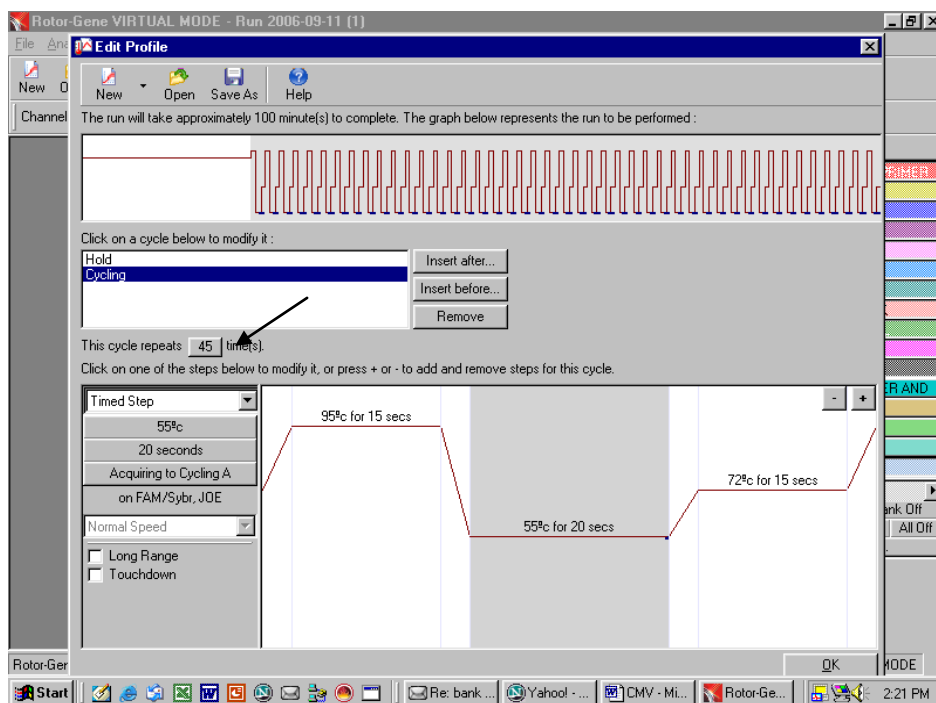 Rotor-Gene VIRTUAL MODE - Run 2006-09-11 (1)
File Ana
Edit Profile
New
New Open Save As Help
Channel
The run will take approximately 100 minute(s) to complete. The graph below represents the run to be performed :
Click on a cycle below to modify it :
Hold
Cycling
Insert after...
Insert before...
Remove
This cycle repeats 45 time(s).
Click on one of the steps below to modify it, or press + or - to add and remove steps for this cycle.
Timed Step
- +
55ºc
20 seconds
Acquiring to Cycling A
on FAM/Sybr, JOE
Normal Speed
Long Range
Touchdown
95ºc for 15 secs
55ºc for 20 secs
72ºc for 15 secs
ER AND
ank Off
All Off
OK
Rotor-Ger
MODE
Start
Re: bank ...
Yahoo! - ...
CMV - Mi...
Rotor-Ge...
2:21 PM